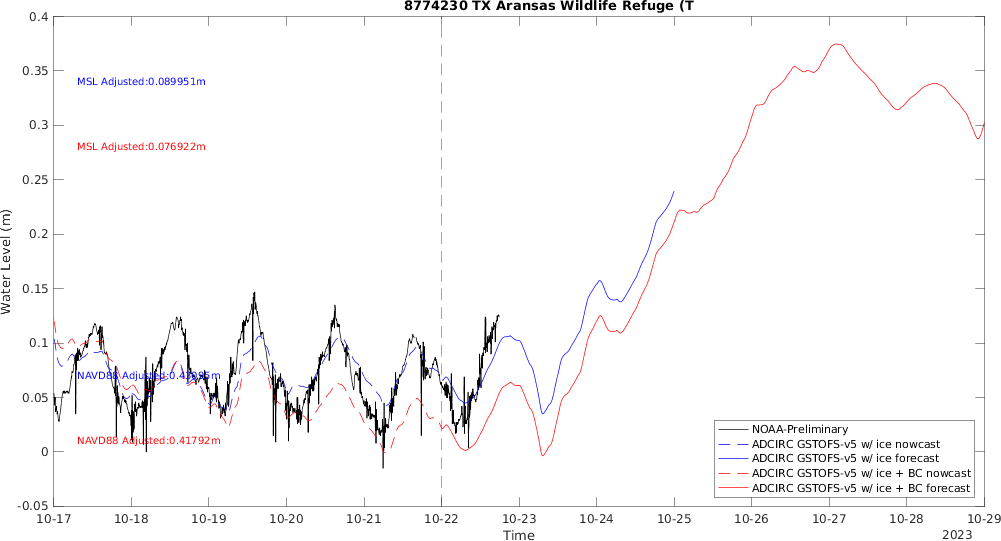 8774230 TX Aransas Wildlife Refuge (T
0.4
0.35
0.3
0.25
0.2
0.15
0.1
0.05
0
-0.05
Water Level (m)
MSL Adjusted:0.089951m
MSL Adjusted:0.076922m
NAVD88 Adjusted:
NAVD88 Adjusted:0.41792m
NOAA-Preliminary
ADCIRC GSTOFS-v5 w/ ice nowcast
ADCIRC GSTOFS-v5 w/ ice forecast
ADCIRC GSTOFS-v5 w/ ice + BC nowcast
ADCIRC GSTOFS-v5 w/ ice + BC forecast
10-17 10-18 10-19 10-20 10-21 10-22 10-23 10-24 10-25 10-26 10-27 10-28 10-29
Time
2023